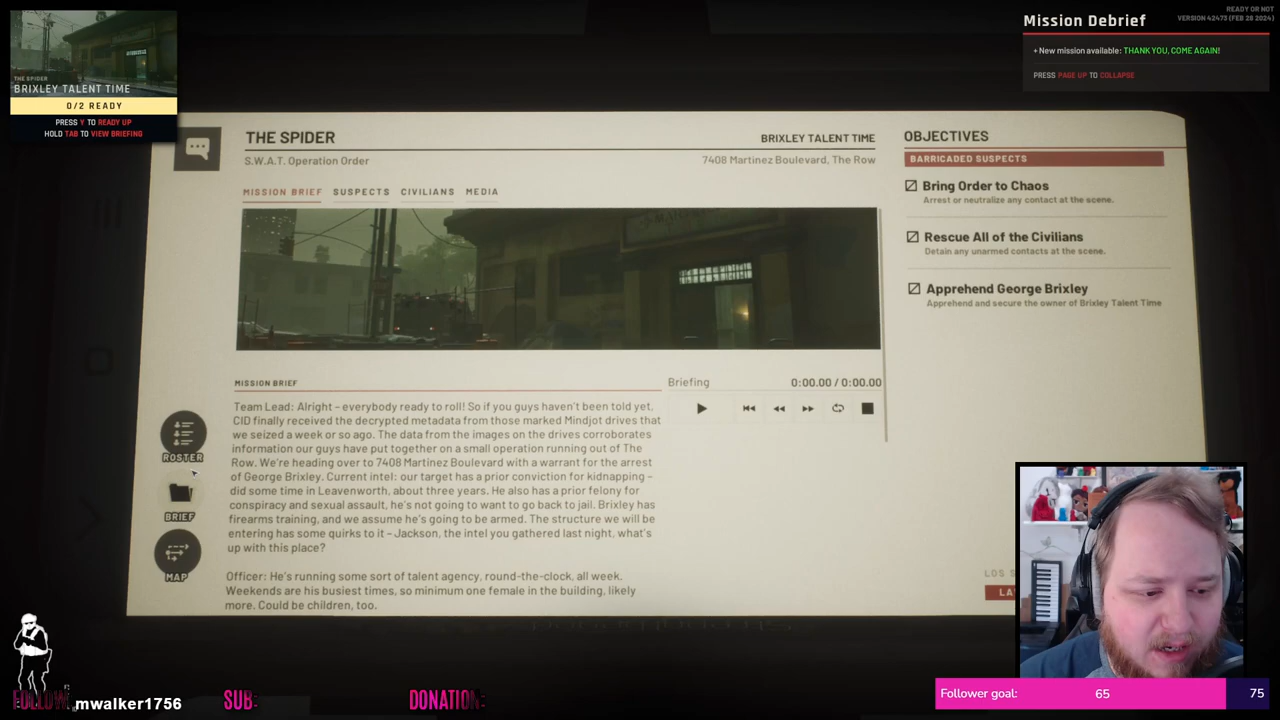 THE SPIDER
BRIXLEY TALENT TIME
0/2 READY
PRESS Y TO READY UP
HOLD TAB TO VIEW BRIEFING
READY OR NOT
VERSION 42473 (FEB 28 2024)
Mission Debrief
+ New mission available: THANK YOU, COME AGAIN!
PRESS PAGE UP TO COLLAPSE
THE SPIDER
BRIXLEY TALENT TIME
S.W.A.T. Operation Order
7408 Martinez Boulevard, The Row
MISSION BRIEF SUSPECTS CIVILIANS MEDIA
MISSION BRIEF
Team Lead: Alright – everybody ready to roll! So if you guys haven't been told yet,
CID finally received the decrypted metadata from those marked Mindjot drives that
we seized a week or so ago. The data from the images on the drives corroborates
information our guys have put together on a small operation running out of The
Row. We're heading over to 7408 Martinez Boulevard with a warrant for the arrest
of George Brixley. Current intel: our target has a prior conviction for kidnapping –
did some time in Leavenworth, about three years. He also has a prior felony for
conspiracy and sexual assault, he's not going to want to go back to jail. Brixley has
firearms training, and we assume he's going to be armed. The structure we will be
entering has some quirks to it – Jackson, the intel you gathered last night, what's
up with this place?
Officer: He's running some sort of talent agency, round-the-clock, all week.
Weekends are his busiest times, so minimum one female in the building, likely
more. Could be children, too.
Briefing 0:00.00 / 0:00.00
OBJECTIVES
BARRICADED SUSPECTS
Bring Order to Chaos
Arrest or neutralize any contact at the scene.
Rescue All of the Civilians
Detain any unarmed contacts at the scene.
Apprehend George Brixley
Apprehend and secure the owner of Brixley Talent Time
ROSTER
BRIEF
MAP
LOS S
LA
FOLLOW: mwalker1756
SUB:
DONATION:
Follower goal: 65 75